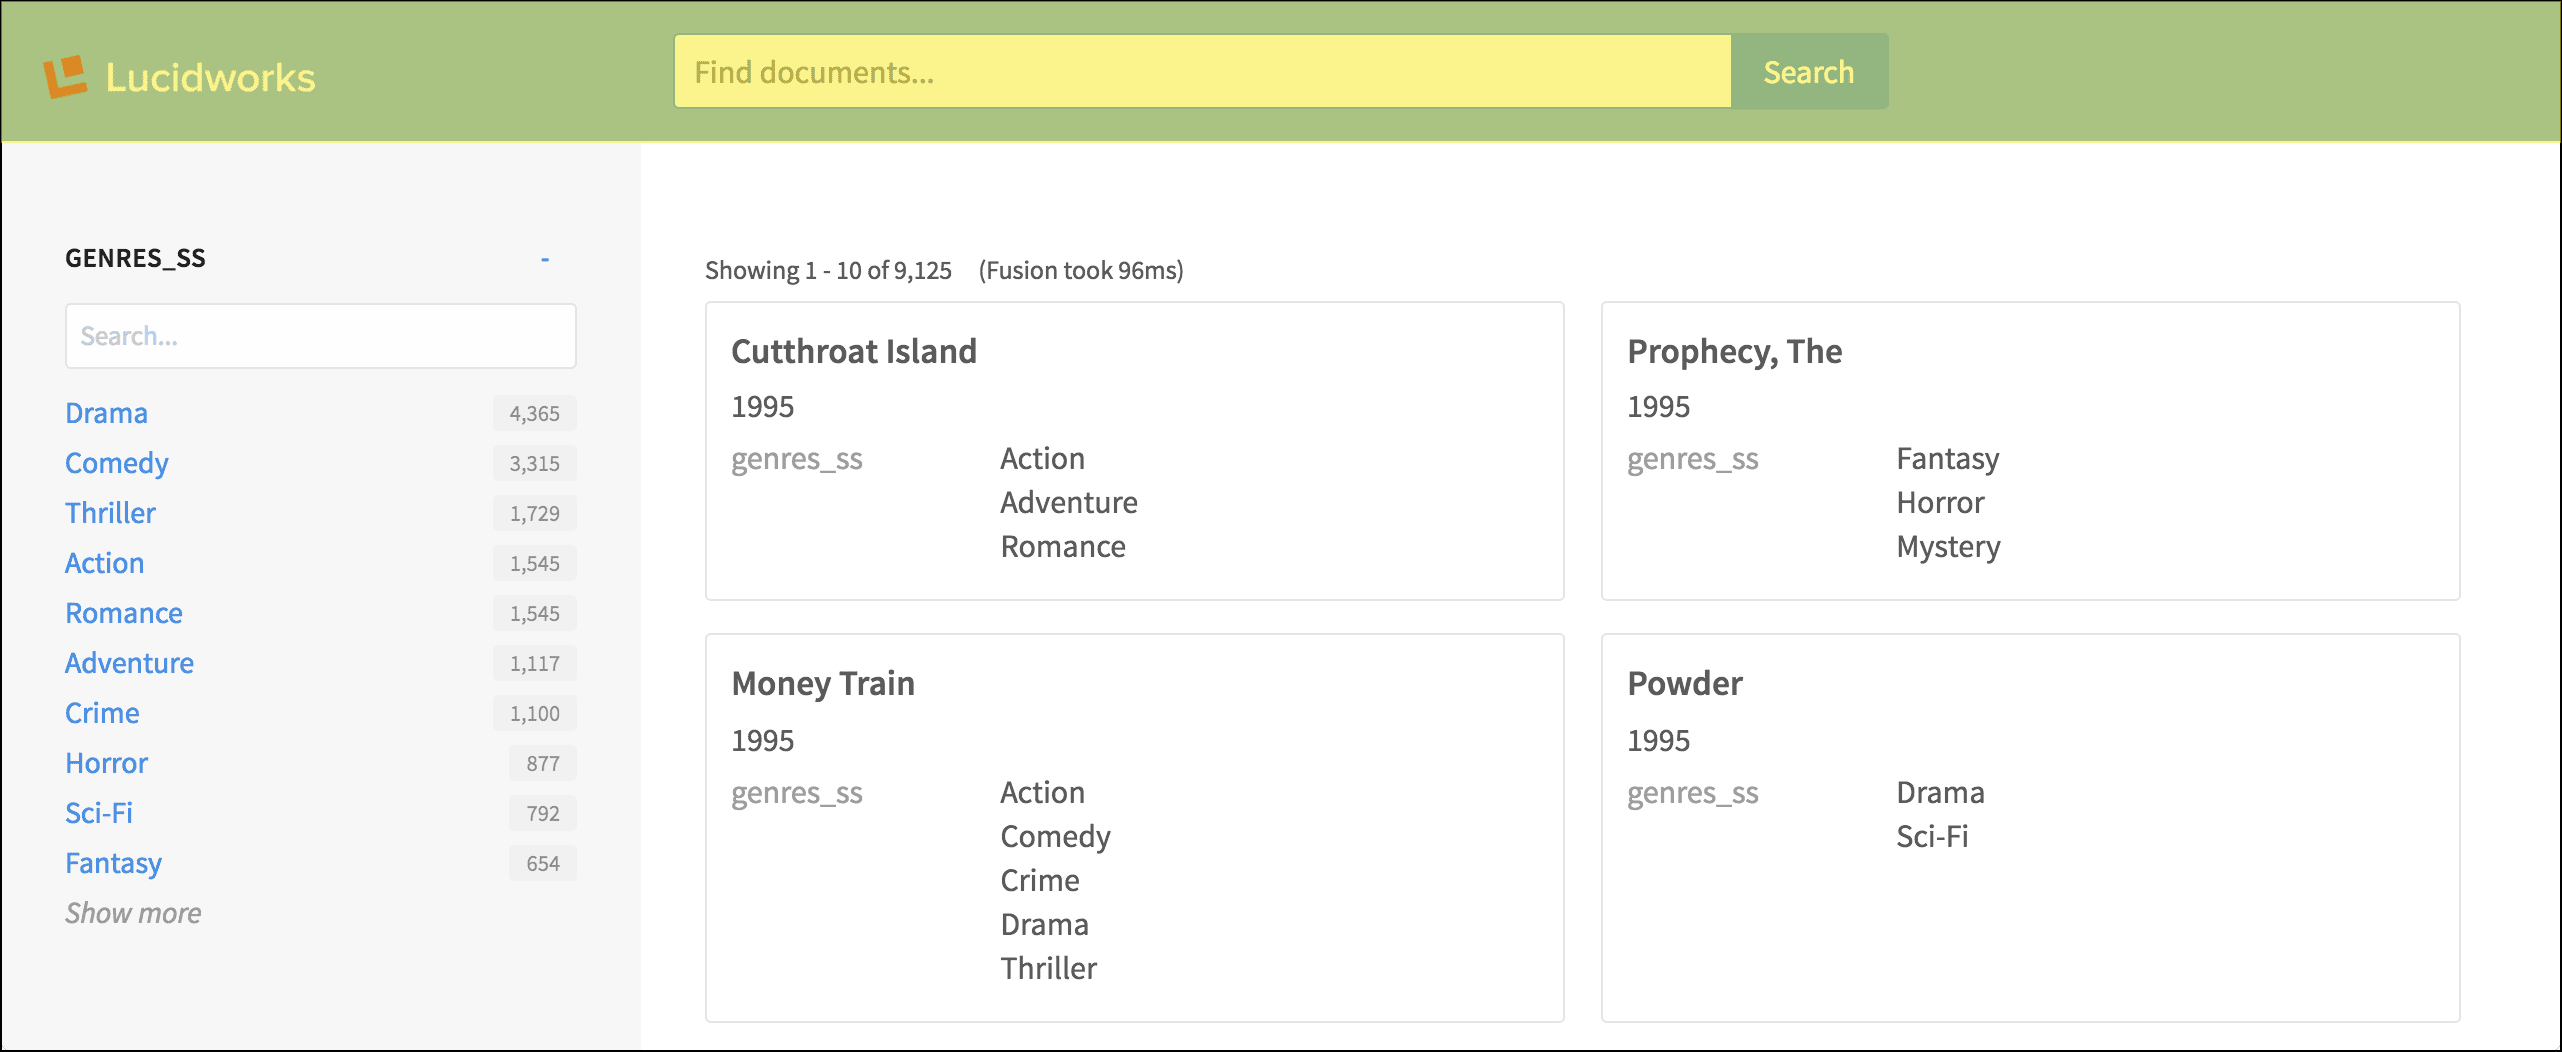 Lucidworks
Find documents...
Search
GENRES_SS -
Search...
Drama 4,365
Comedy 3,315
Thriller 1,729
Action 1,545
Romance 1,545
Adventure 1,117
Crime 1,100
Horror 877
Sci-Fi 792
Fantasy 654
Show more
Showing 1 - 10 of 9,125 (Fusion took 96ms)
Cutthroat Island
1995
genres_ss Action
Adventure
Romance
Prophecy, The
1995
genres_ss Fantasy
Horror
Mystery
Money Train
1995
genres_ss Action
Comedy
Crime
Drama
Thriller
Powder
1995
genres_ss Drama
Sci-Fi